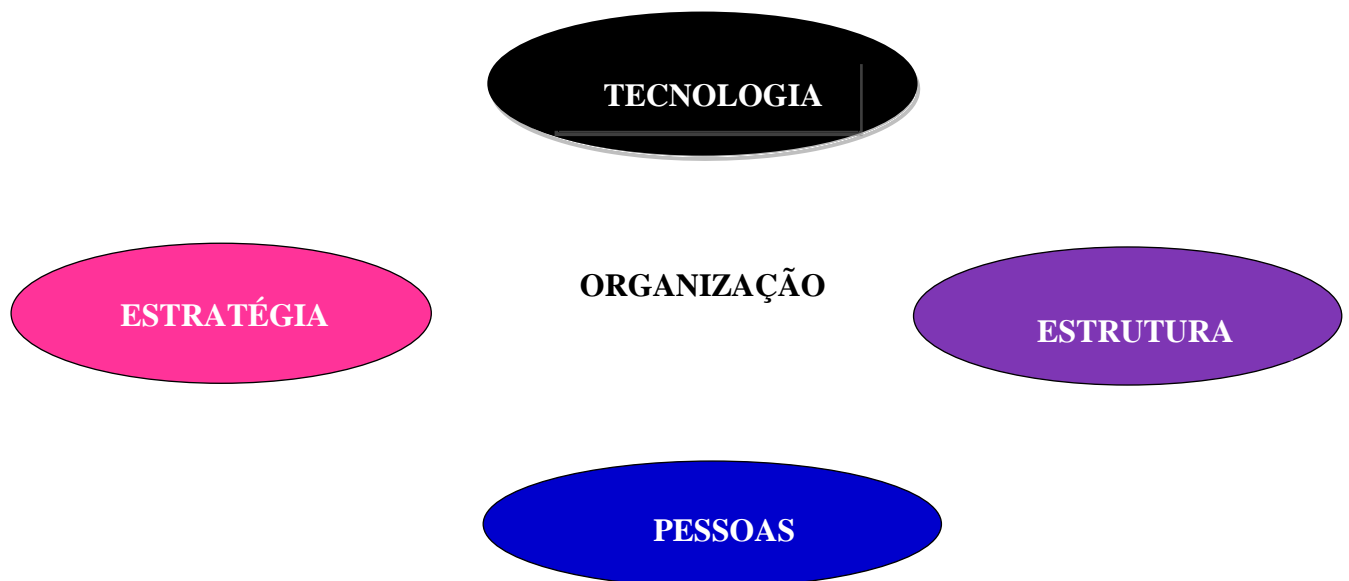 TECNOLOGIA
ORGANIZAÇÃO
ESTRATÉGIA
ESTRUTURA
PESSOAS